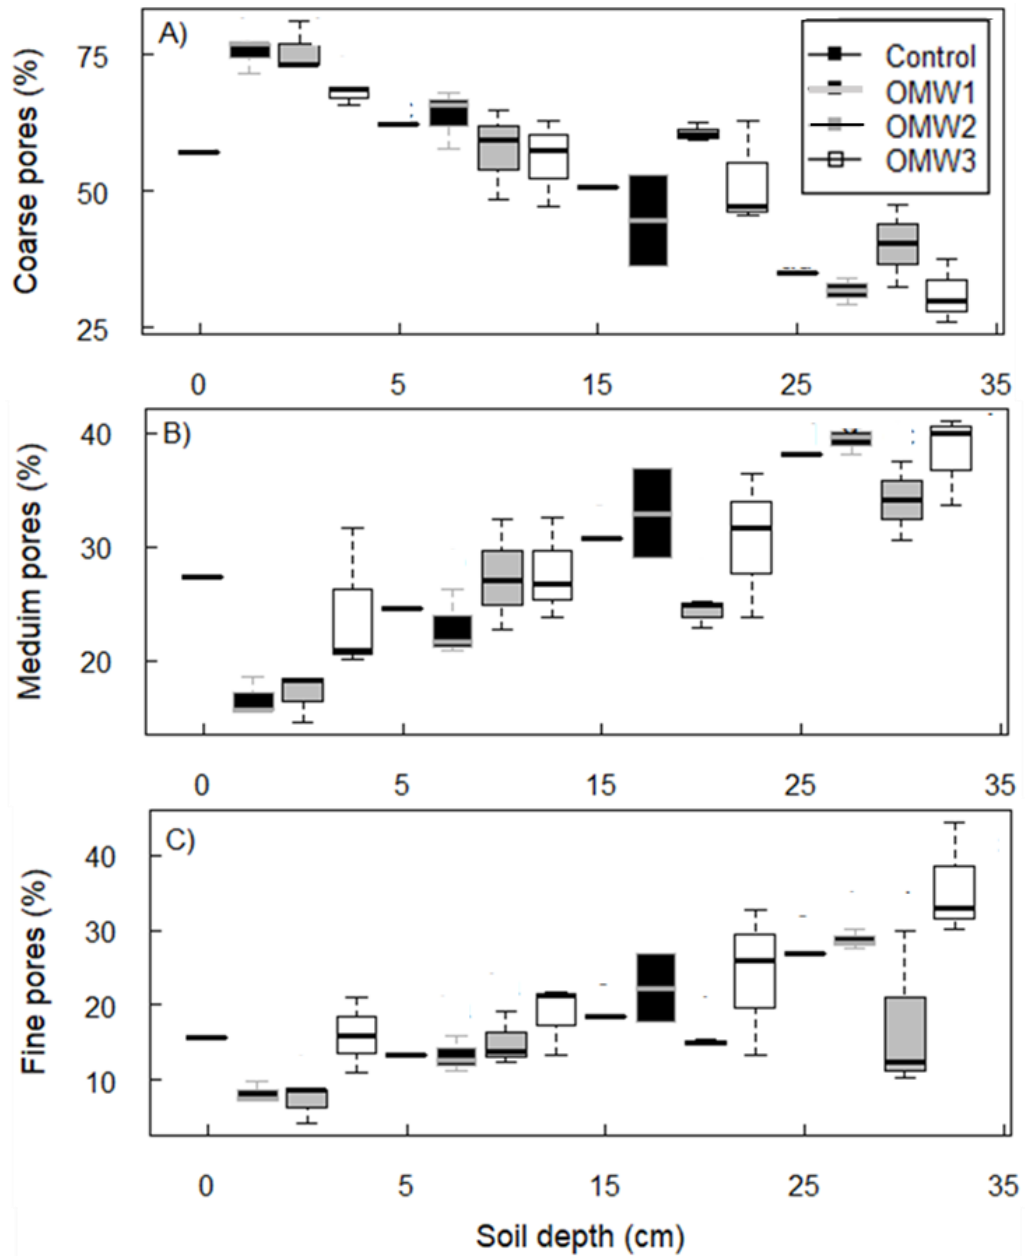 A)
Coarse pores (%)
75
50
25
Control
OMW1
OMW2
OMW3
0 5 15 25 35
B)
Meduim pores (%)
40
30
20
0 5 15 25 35
C)
Fine pores (%)
40
30
20
10
0 5 15 25 35
Soil depth (cm)